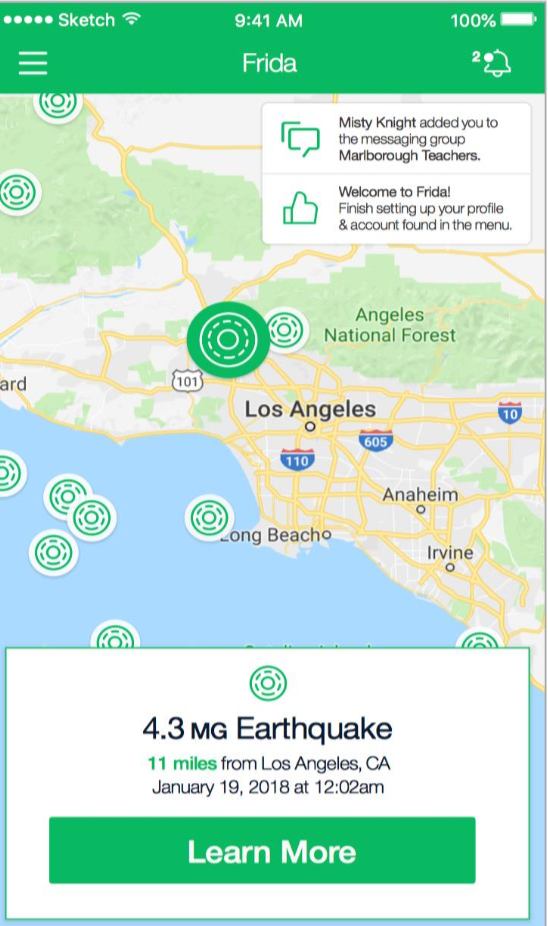 Sketch
9:41 AM
100%
Frida
2
Misty Knight added you to
the messaging group
Marlborough Teachers.
Welcome to Frida!
Finish setting up your profile
& account found in the menu.
Angeles
National Forest
101
ard
Los Angeles
10
605
110
Anaheim
Long Beach
Irvine
4.3 MG Earthquake
11 miles from Los Angeles, CA
January 19, 2018 at 12:02am
Learn More